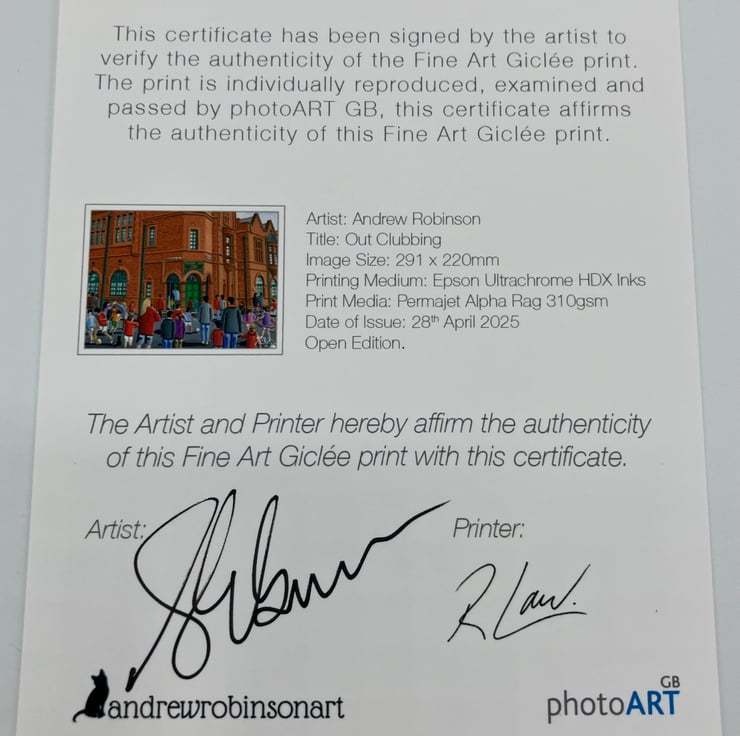 This certificate has been signed by the artist to
verify the authenticity of the Fine Art Giclée print.
The print is individually reproduced, examined and
passed by photoART GB, this certificate affirms
the authenticity of this Fine Art Giclée print.
Artist: Andrew Robinson
Title: Out Clubbing
Image Size: 291 x 220mm
Printing Medium: Epson Ultrachrome HDX Inks
Print Media: Permajet Alpha Rag 310gsm
Date of Issue: 28th April 2025
Open Edition.
The Artist and Printer hereby affirm the authenticity
of this Fine Art Giclée print with this certificate.
Artist:
Printer:
R Law.
andrewrobinsonart
photoART GB